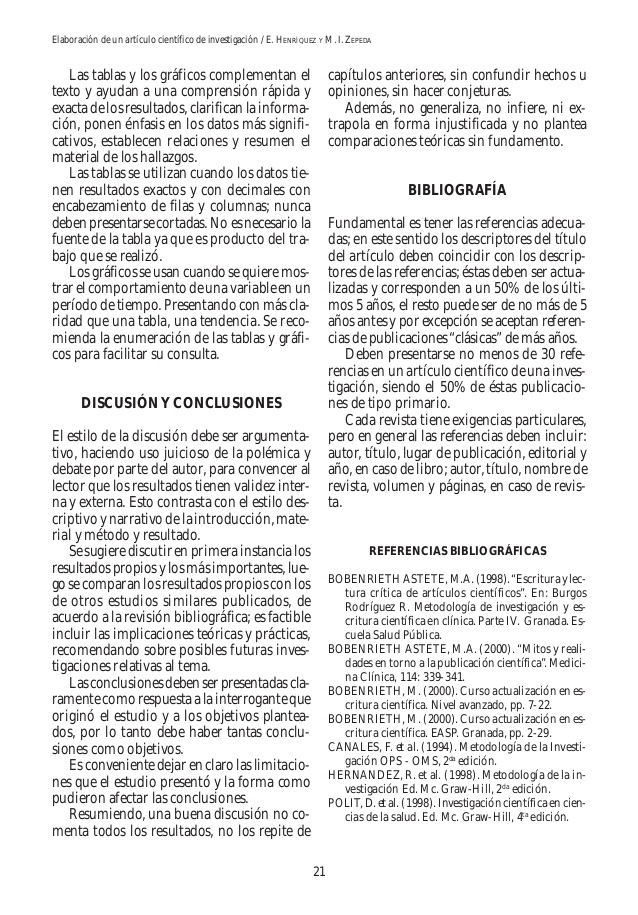 Elaboración de un artículo científico de investigación / E. HENRÍQUEZ Y M. I. ZEPEDA
Las tablas y los gráficos complementan el
texto y ayudan a una comprensión rápida y
exacta de los resultados, clarifican la informa-
ción, ponen énfasis en los datos más signifi-
cativos, establecen relaciones y resumen el
material de los hallazgos.
Las tablas se utilizan cuando los datos tie-
nen resultados exactos y con decimales con
encabezamiento de filas y columnas; nunca
deben presentarse cortadas. No es necesario la
fuente de la tabla ya que es producto del tra-
bajo que se realizó.
Los gráficos se usan cuando se quiere mos-
trar el comportamiento de una variable en un
período de tiempo. Presentando con más cla-
ridad que una tabla, una tendencia. Se reco-
mienda la enumeración de las tablas y gráfi-
cos para facilitar su consulta.
DISCUSIÓN Y CONCLUSIONES
El estilo de la discusión debe ser argumenta-
tivo, haciendo uso juicioso de la polémica y
debate por parte del autor, para convencer al
lector que los resultados tienen validez inter-
na y externa. Esto contrasta con el estilo des-
criptivo y narrativo de la introducción, mate-
rial y método y resultado.
Se sugiere discutir en primera instancia los
resultados propios y los más importantes, lue-
go se comparan los resultados propios con los
de otros estudios similares publicados, de
acuerdo a la revisión bibliográfica; es factible
incluir las implicaciones teóricas y prácticas,
recomendando sobre posibles futuras inves-
tigaciones relativas al tema.
Las conclusiones deben ser presentadas cla-
ramente como respuesta a la interrogante que
originó el estudio y a los objetivos plantea-
dos, por lo tanto debe haber tantas conclu-
siones como objetivos.
Es conveniente dejar en claro las limitacio-
nes que el estudio presentó y la forma como
pudieron afectar las conclusiones.
Resumiendo, una buena discusión no co-
menta todos los resultados, no los repite de
capítulos anteriores, sin confundir hechos u
opiniones, sin hacer conjeturas.
Además, no generaliza, no infiere, ni ex-
trapola en forma injustificada y no plantea
comparaciones teóricas sin fundamento.
BIBLIOGRAFÍA
Fundamental es tener las referencias adecua-
das; en este sentido los descriptores del título
del artículo deben coincidir con los descrip-
tores de las referencias; éstas deben ser actua-
lizadas y corresponden a un 50% de los últi-
mos 5 años, el resto puede ser de no más de 5
años antes y por excepción se aceptan referen-
cias de publicaciones “clásicas” de más años.
Deben presentarse no menos de 30 refe-
rencias en un artículo científico de una inves-
tigación, siendo el 50% de éstas publicacio-
nes de tipo primario.
Cada revista tiene exigencias particulares,
pero en general las referencias deben incluir:
autor, título, lugar de publicación, editorial y
año, en caso de libro; autor, título, nombre de
revista, volumen y páginas, en caso de revis-
ta.
REFERENCIAS BIBLIOGRÁFICAS
BOBENRIETH ASTETE, M.A. (1998). “Escritura y lec-
tura crítica de artículos científicos”. En: Burgos
Rodríguez R. Metodología de investigación y es-
critura científica en clínica. Parte IV. Granada. Es-
cuela Salud Pública.
BOBENRIETH ASTETE, M.A. (2000). “Mitos y reali-
dades en torno a la publicación científica”. Medici-
na Clínica, 114: 339-341.
BOBENRIETH, M. (2000). Curso actualización en es-
critura científica. Nivel avanzado, pp. 7-22.
BOBENRIETH, M. (2000). Curso actualización en es-
critura científica. EASP. Granada, pp. 2-29.
CANALES, F. et al. (1994). Metodología de la Investi-
gación OPS - OMS, 2da edición.
HERNANDEZ, R. et al. (1998). Metodología de la in-
vestigación Ed. Mc. Graw-Hill, 2da edición.
POLIT, D. et al. (1998). Investigación científica en cien-
cias de la salud. Ed. Mc. Graw-Hill, 4ta edición.
21